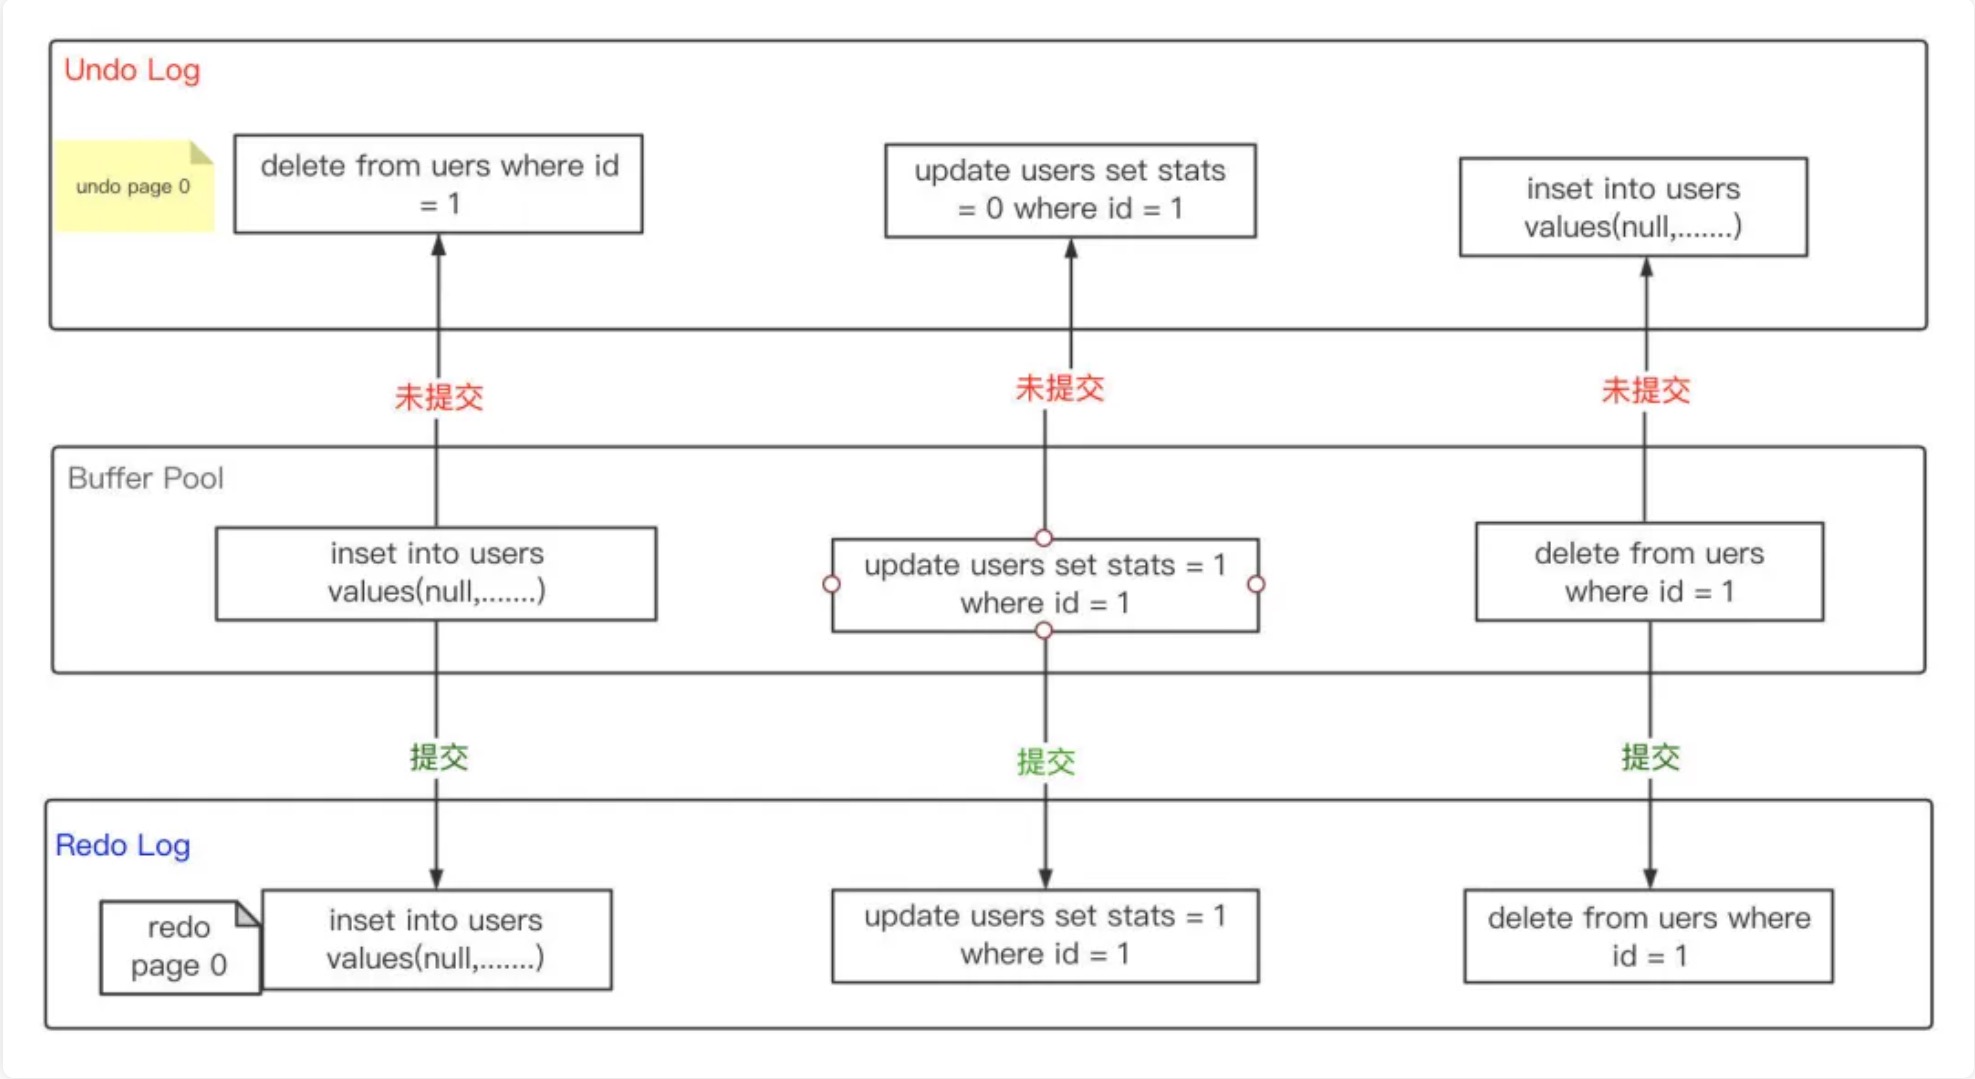 Undo Log
undo page 0
delete from uers where id
= 1
update users set stats
= 0 where id = 1
inset into users
values(null,.......)
未提交
未提交
未提交
Buffer Pool
inset into users
values(null,.......)
update users set stats = 1
where id = 1
delete from uers
where id = 1
提交
提交
提交
Redo Log
redo
page 0
inset into users
values(null,.......)
update users set stats = 1
where id = 1
delete from uers where
id = 1